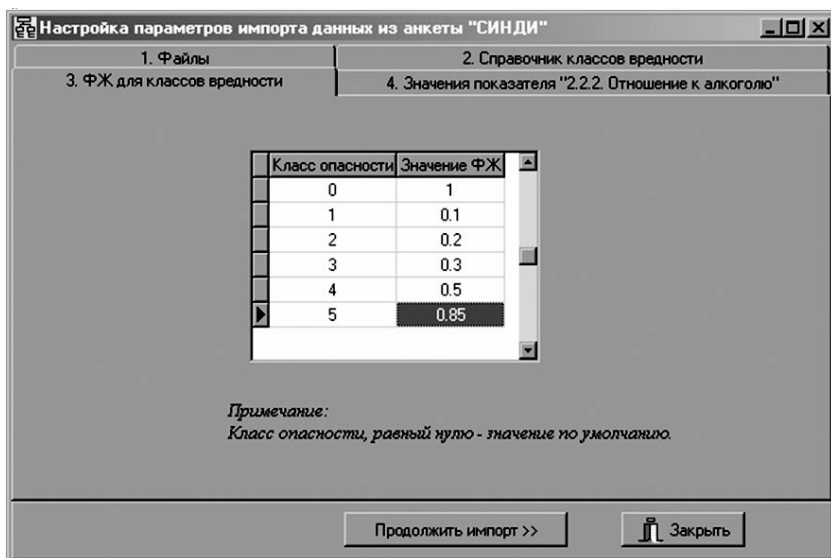 Настройка параметров импорта данных из анкеты "СИНДИ"
1. Файлы
2. Справочник классов вредности
3. ФЖ для классов вредности
4. Значения показателя "2.2.2. Отношение к алкоголю"
Класс опасности Значение ФЖ
0 1
1 0.1
2 0.2
3 0.3
4 0.5
5 0.85
Примечание:
Класс опасности, равный нулю - значение по умолчанию.
Продолжить импорт >>
Закрыть